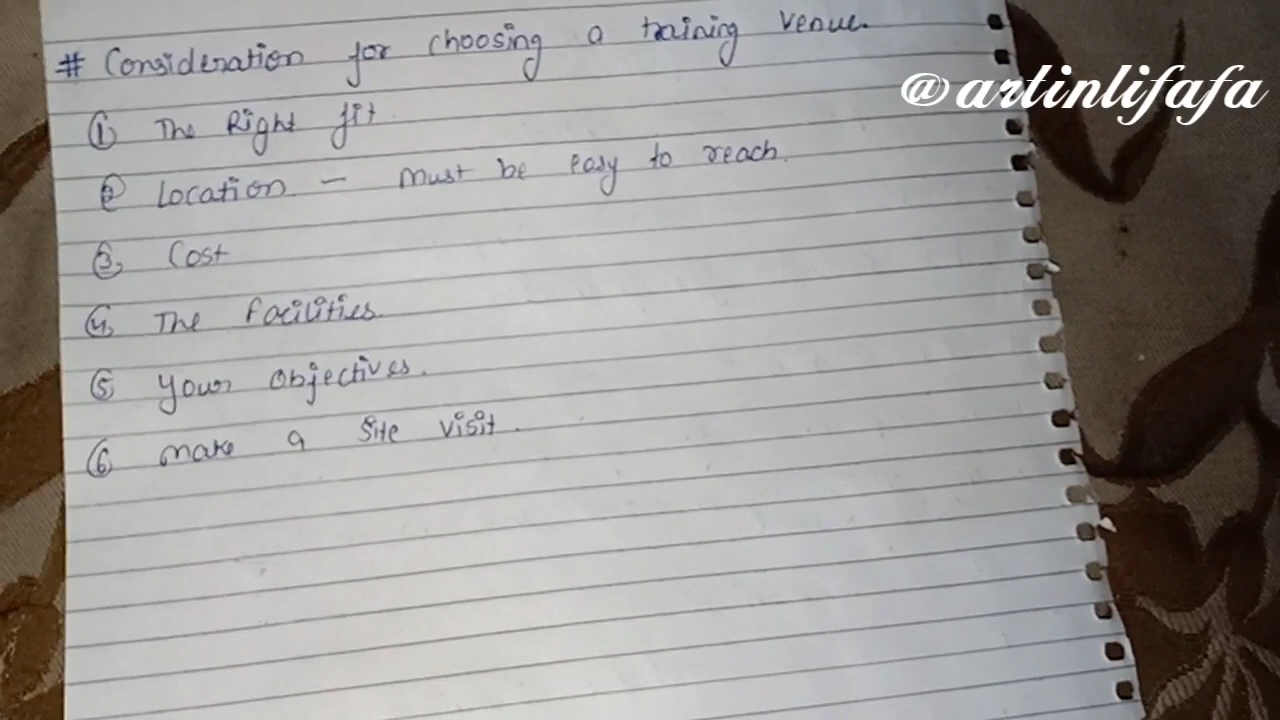 # Consideration for choosing a training venue.
@artinlifafa
① The Right fit.
② Location – Must be easy to reach.
③ Cost
④ The facilities.
⑤ Your Objectives.
⑥ make a site visit.